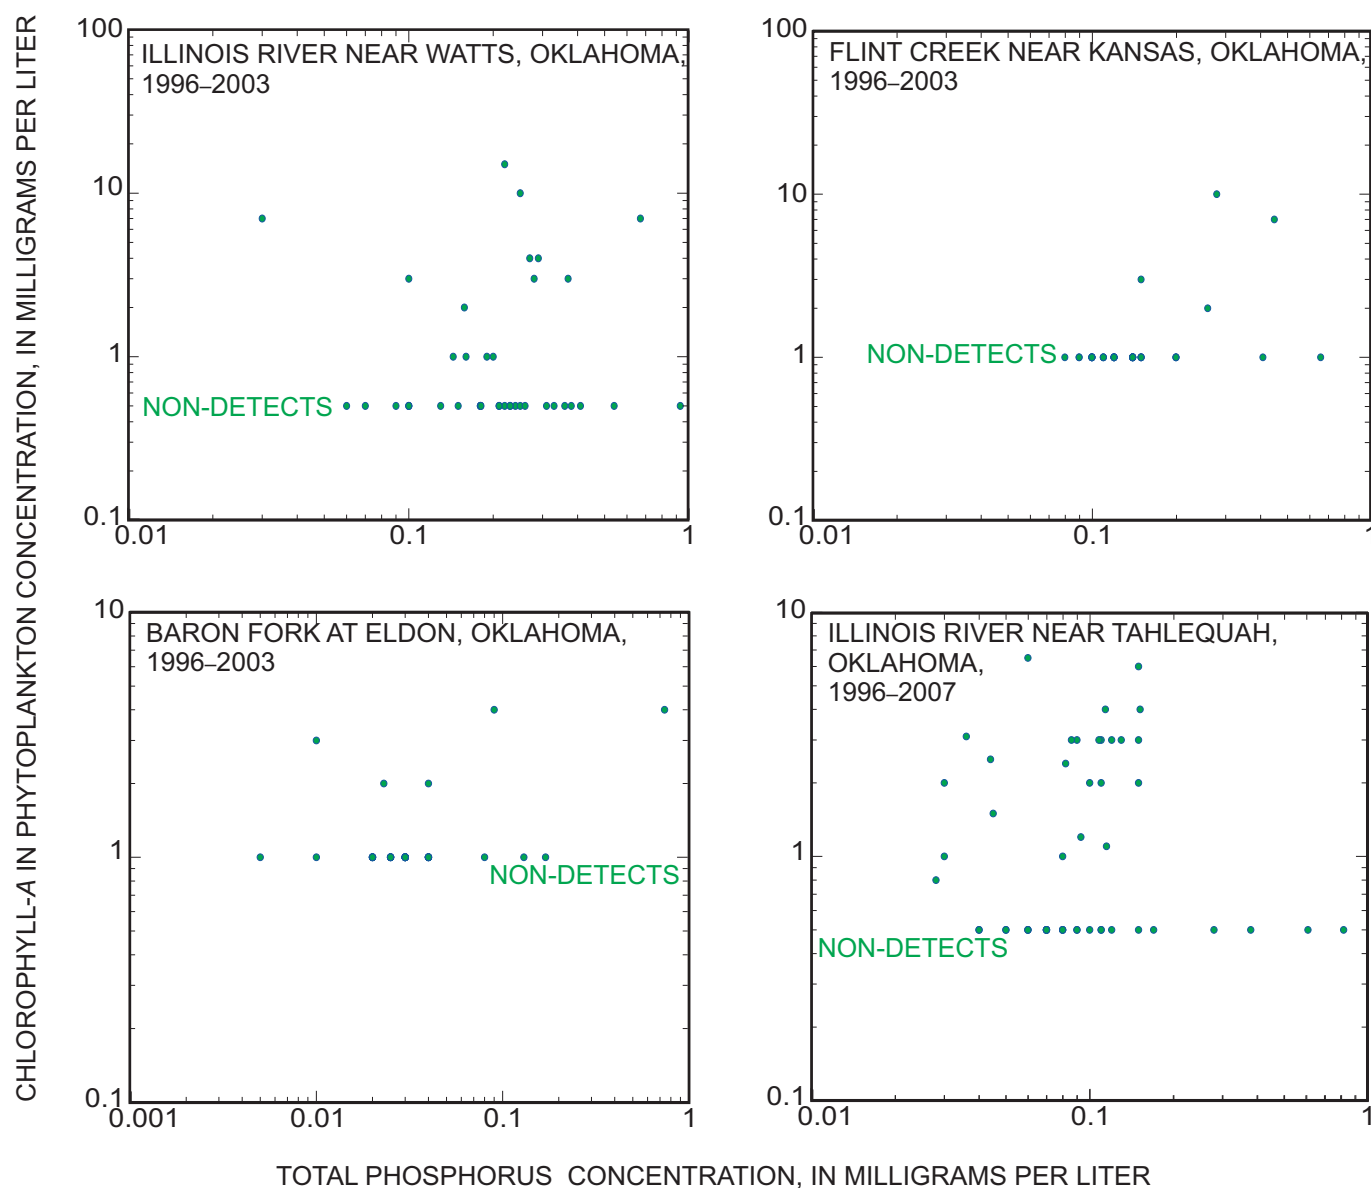 CHLOROPHYLL-A IN PHYTOPLANKTON CONCENTRATION, IN MILLIGRAMS PER LITER
100
10
1
0.1
ILLINOIS RIVER NEAR WATTS, OKLAHOMA,
1996–2003
NON-DETECTS
0.01
0.1
1
100
10
1
0.1
FLINT CREEK NEAR KANSAS, OKLAHOMA,
1996–2003
NON-DETECTS
0.01
0.1
1
10
1
0.1
BARON FORK AT ELDON, OKLAHOMA,
1996–2003
NON-DETECTS
0.001
0.01
0.1
1
10
1
0.1
ILLINOIS RIVER NEAR TAHLEQUAH,
OKLAHOMA,
1996–2007
NON-DETECTS
0.01
0.1
1
TOTAL PHOSPHORUS CONCENTRATION, IN MILLIGRAMS PER LITER